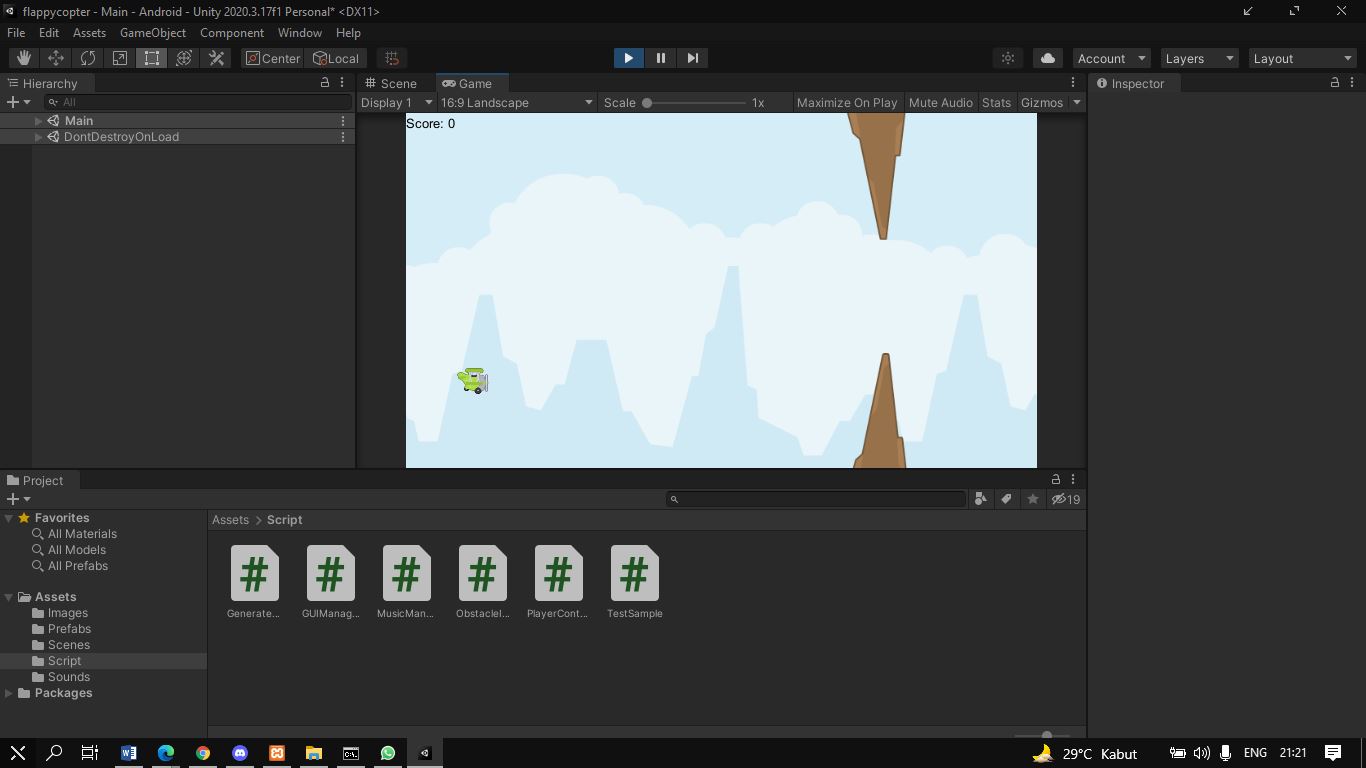 flappycopter - Main - Android - Unity 2020.3.17f1 Personal* <DX11>
File Edit Assets GameObject Component Window Help
Center Local Account Layers Layout
Hierarchy Scene Game Inspector
All Display 1 16:9 Landscape Scale 1x Maximize On Play Mute Audio Stats Gizmos
Main
DontDestroyOnLoad
Score: 0
Project
19
Favorites
All Materials
All Models
All Prefabs
Assets
Images
Prefabs
Scenes
Script
Sounds
Packages
Assets > Script
# # # # # #
Generate... GUIManag... MusicMan... ObstacleI... PlayerCont... TestSample
29°C Kabut ENG 21:21